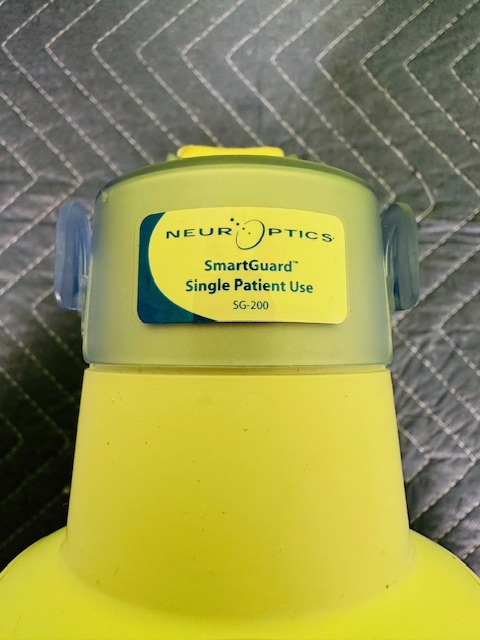 NEUROPTICS
SmartGuard™
Single Patient Use
SG-200